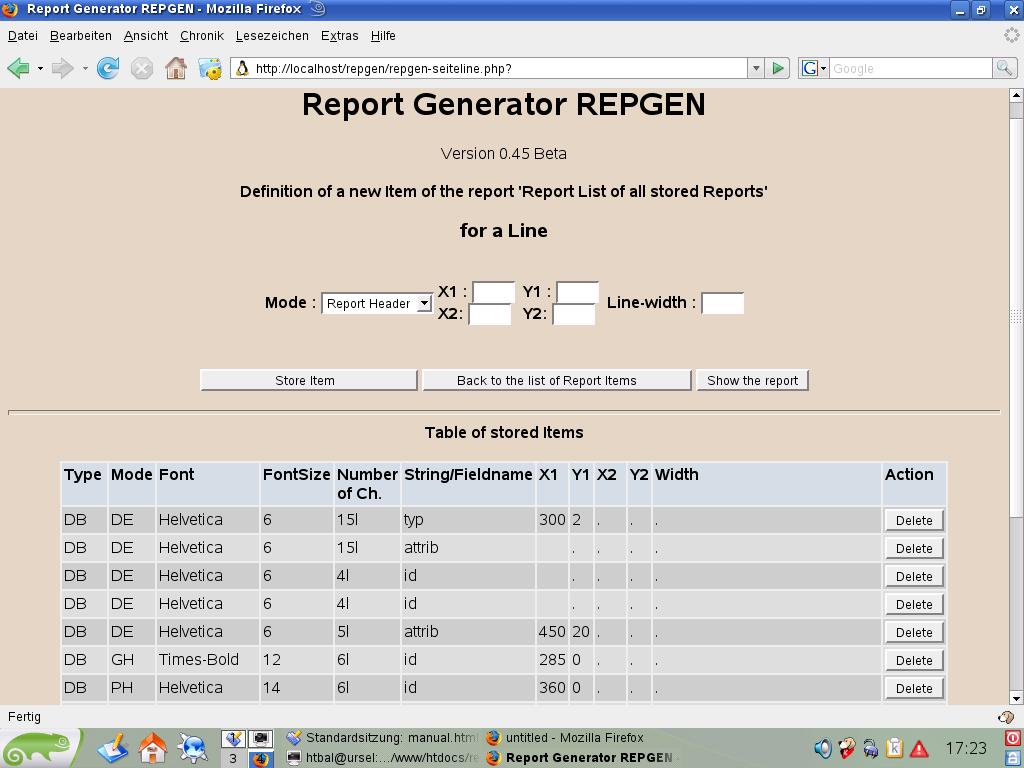 Report Generator REPGEN - Mozilla Firefox
Datei Bearbeiten Ansicht Chronik Lesezeichen Extras Hilfe
http://localhost/repgen/repgen-seiteline.php?
G Google
Report Generator REPGEN
Version 0.45 Beta
Definition of a new Item of the report 'Report List of all stored Reports'
for a Line
Mode : Report Header X1 : Y1 : Line-width :
X2: Y2:
Store Item Back to the list of Report Items Show the report
Table of stored Items
Type Mode Font FontSize Number of Ch. String/Fieldname X1 Y1 X2 Y2 Width Action
DB DE Helvetica 6 15l typ 300 2 . . . Delete
DB DE Helvetica 6 15l attrib . . . . Delete
DB DE Helvetica 6 4l id . . . . Delete
DB DE Helvetica 6 4l id . . . . Delete
DB DE Helvetica 6 5l attrib 450 20 . . . Delete
DB GH Times-Bold 12 6l id 285 0 . . . Delete
DB PH Helvetica 14 6l id 360 0 . . . Delete
Fertig
Standardsitzung: manual.html untitled - Mozilla Firefox
3 4 htbal@ursel:.../www/htdocs/re Report Generator REPGEN
17:23